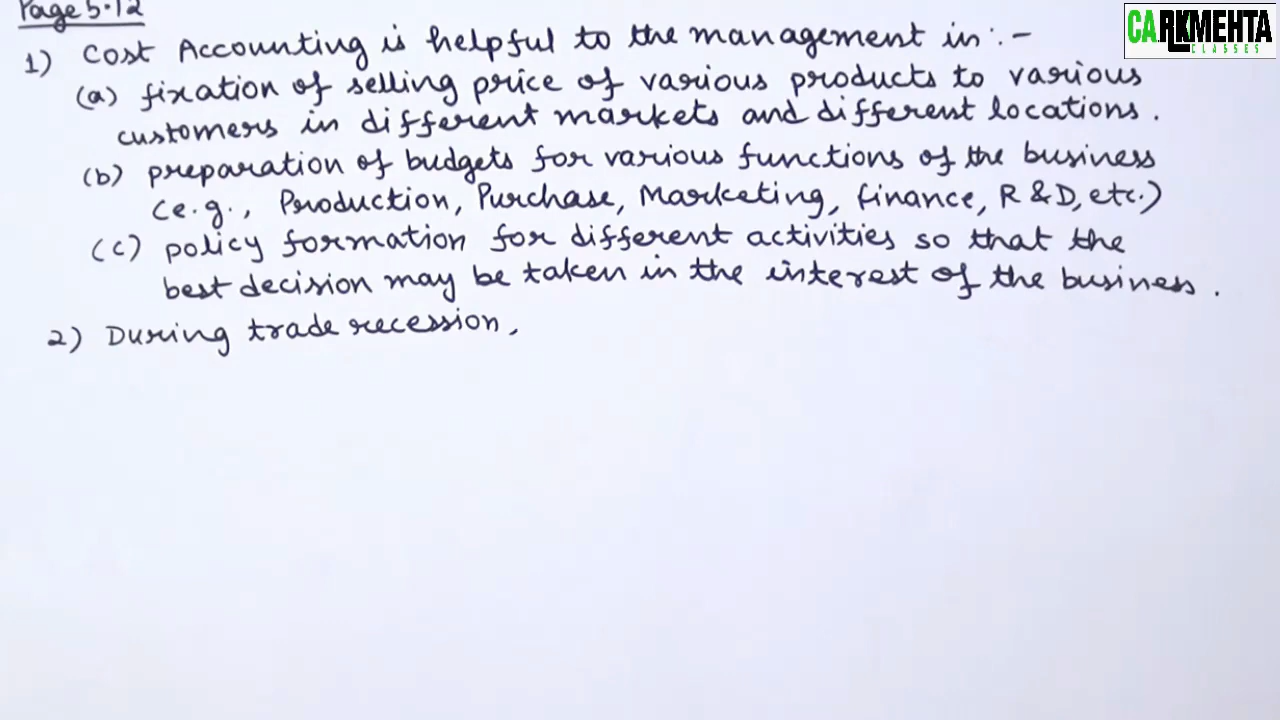 Page 5.12
CARKMEHTA
CLASSES
1) Cost Accounting is helpful to the management in :-
(a) fixation of selling price of various products to various
customers in different markets and different locations.
(b) preparation of budgets for various functions of the business
(e.g., Production, Purchase, Marketing, finance, R & D, etc.)
(c) policy formation for different activities so that the
best decision may be taken in the interest of the business.
2) During trade recession,